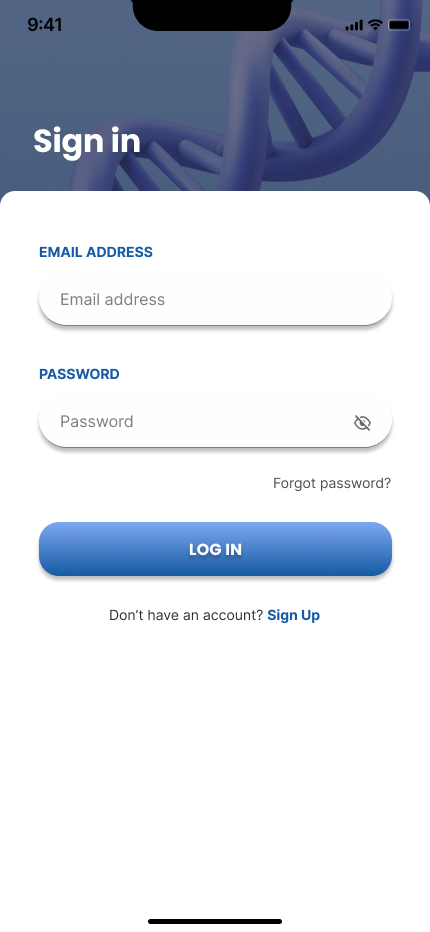 9:41
Sign in
EMAIL ADDRESS
Email address
PASSWORD
Password
Forgot password?
LOG IN
Don’t have an account? Sign Up